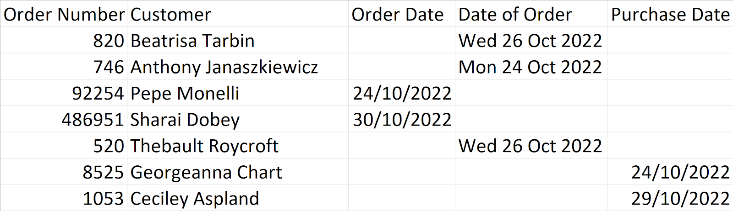 Order Number Customer Order Date Date of Order Purchase Date
820 Beatrisa Tarbin Wed 26 Oct 2022
746 Anthony Janaszkiewicz Mon 24 Oct 2022
92254 Pepe Monelli 24/10/2022
486951 Sharai Dobey 30/10/2022
520 Thebault Roycroft Wed 26 Oct 2022
8525 Georgeanna Chart 24/10/2022
1053 Ceciley Aspland 29/10/2022